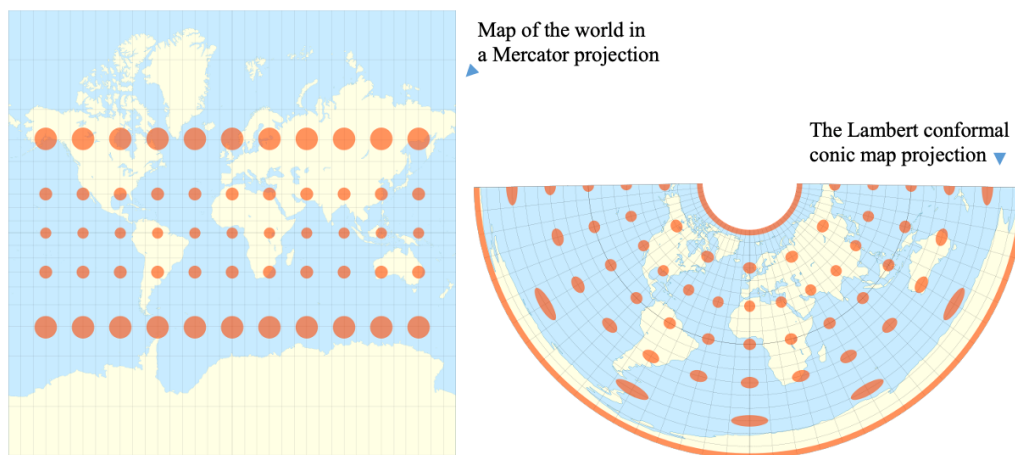 Map of the world in
a Mercator projection
The Lambert conformal
conic map projection